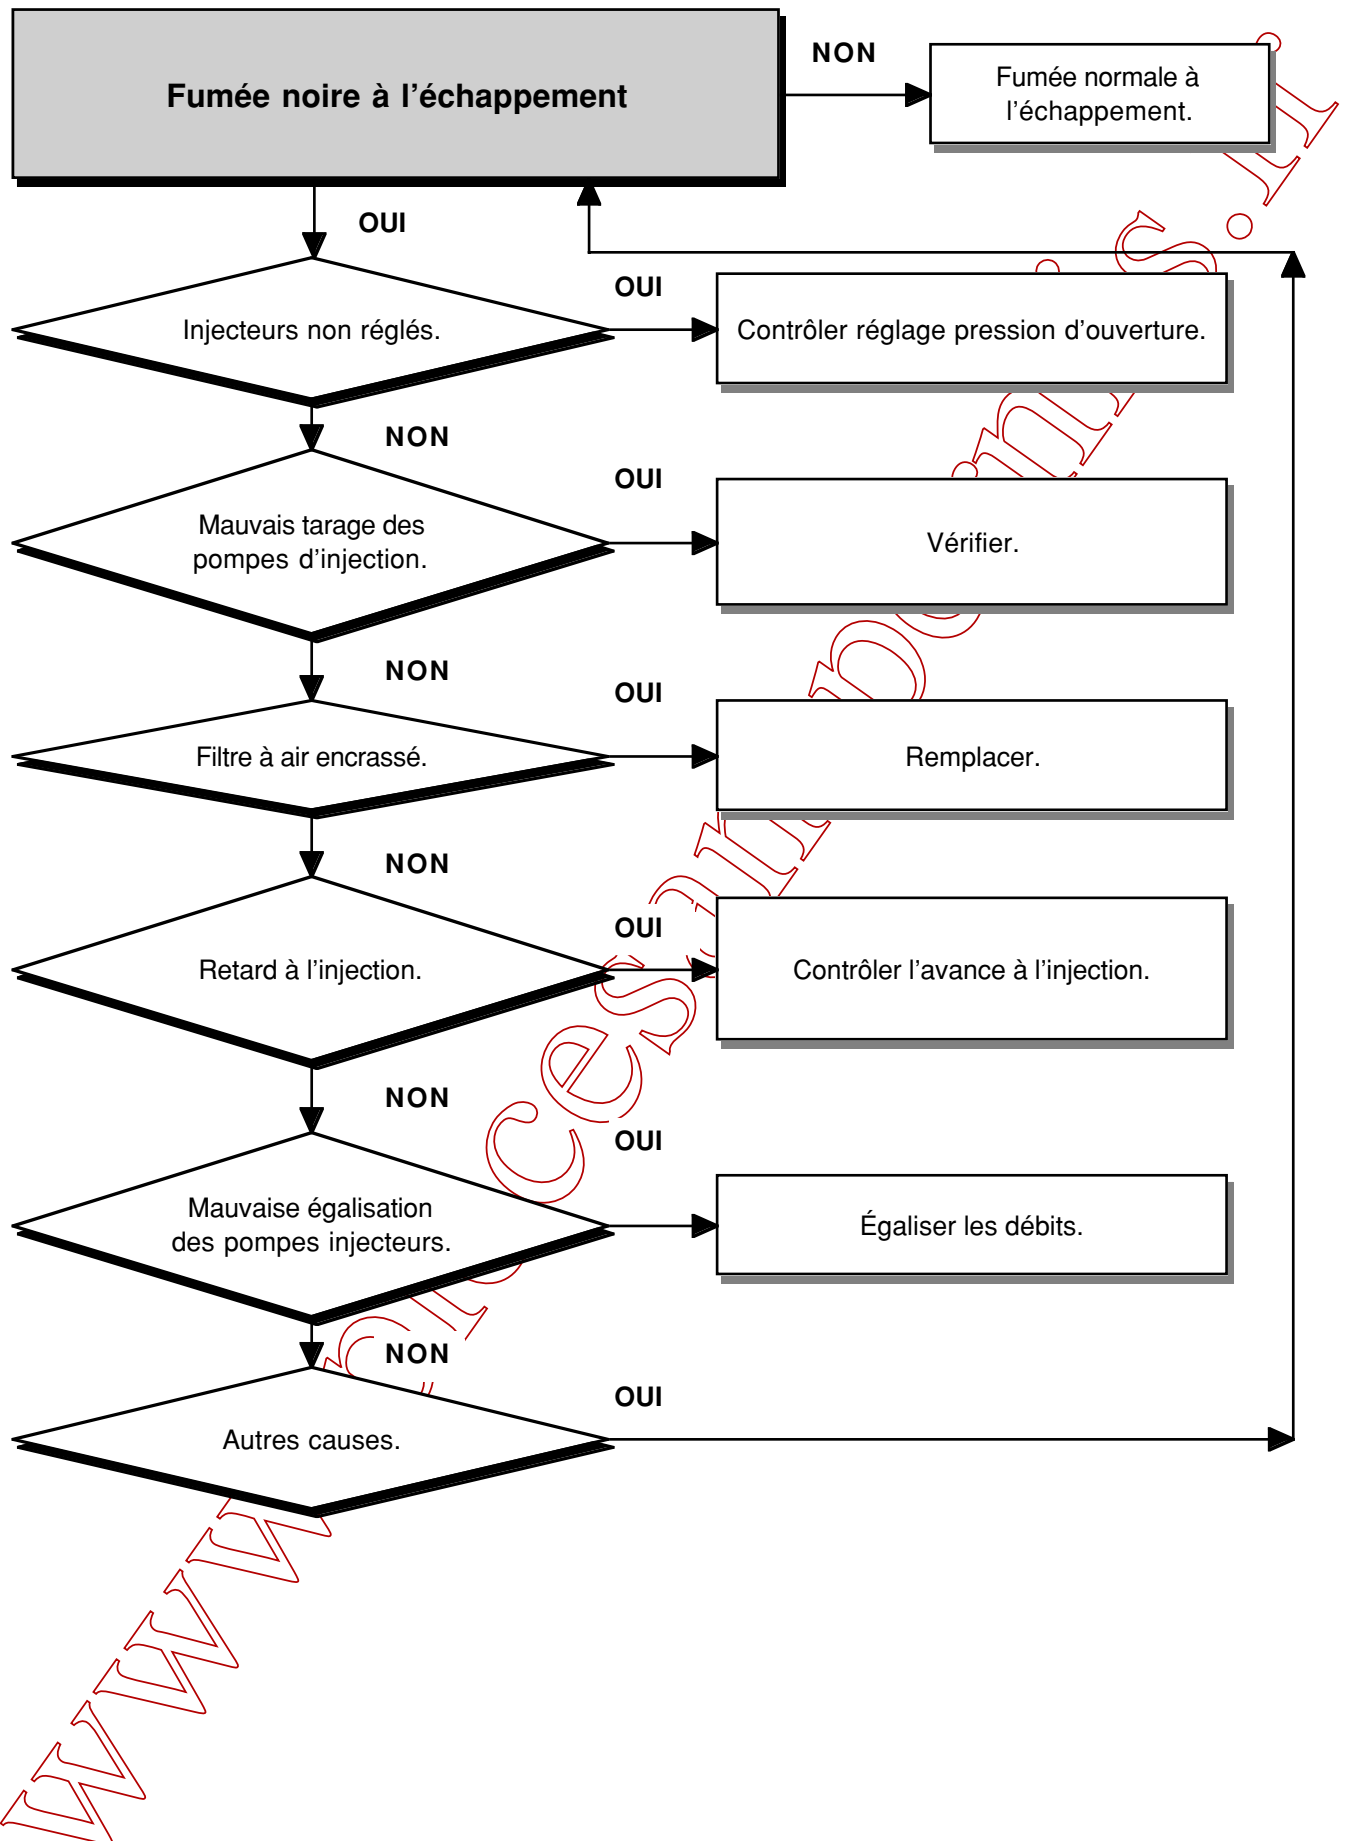 Fumée noire à l’échappement
NON
Fumée normale à
l’échappement.
OUI
Injecteurs non réglés.
OUI
Contrôler réglage pression d’ouverture.
NON
Mauvais tarage des
pompes d’injection.
OUI
Vérifier.
NON
Filtre à air encrassé.
OUI
Remplacer.
NON
Retard à l’injection.
OUI
Contrôler l’avance à l’injection.
NON
Mauvaise égalisation
des pompes injecteurs.
OUI
Égaliser les débits.
NON
Autres causes.
OUI